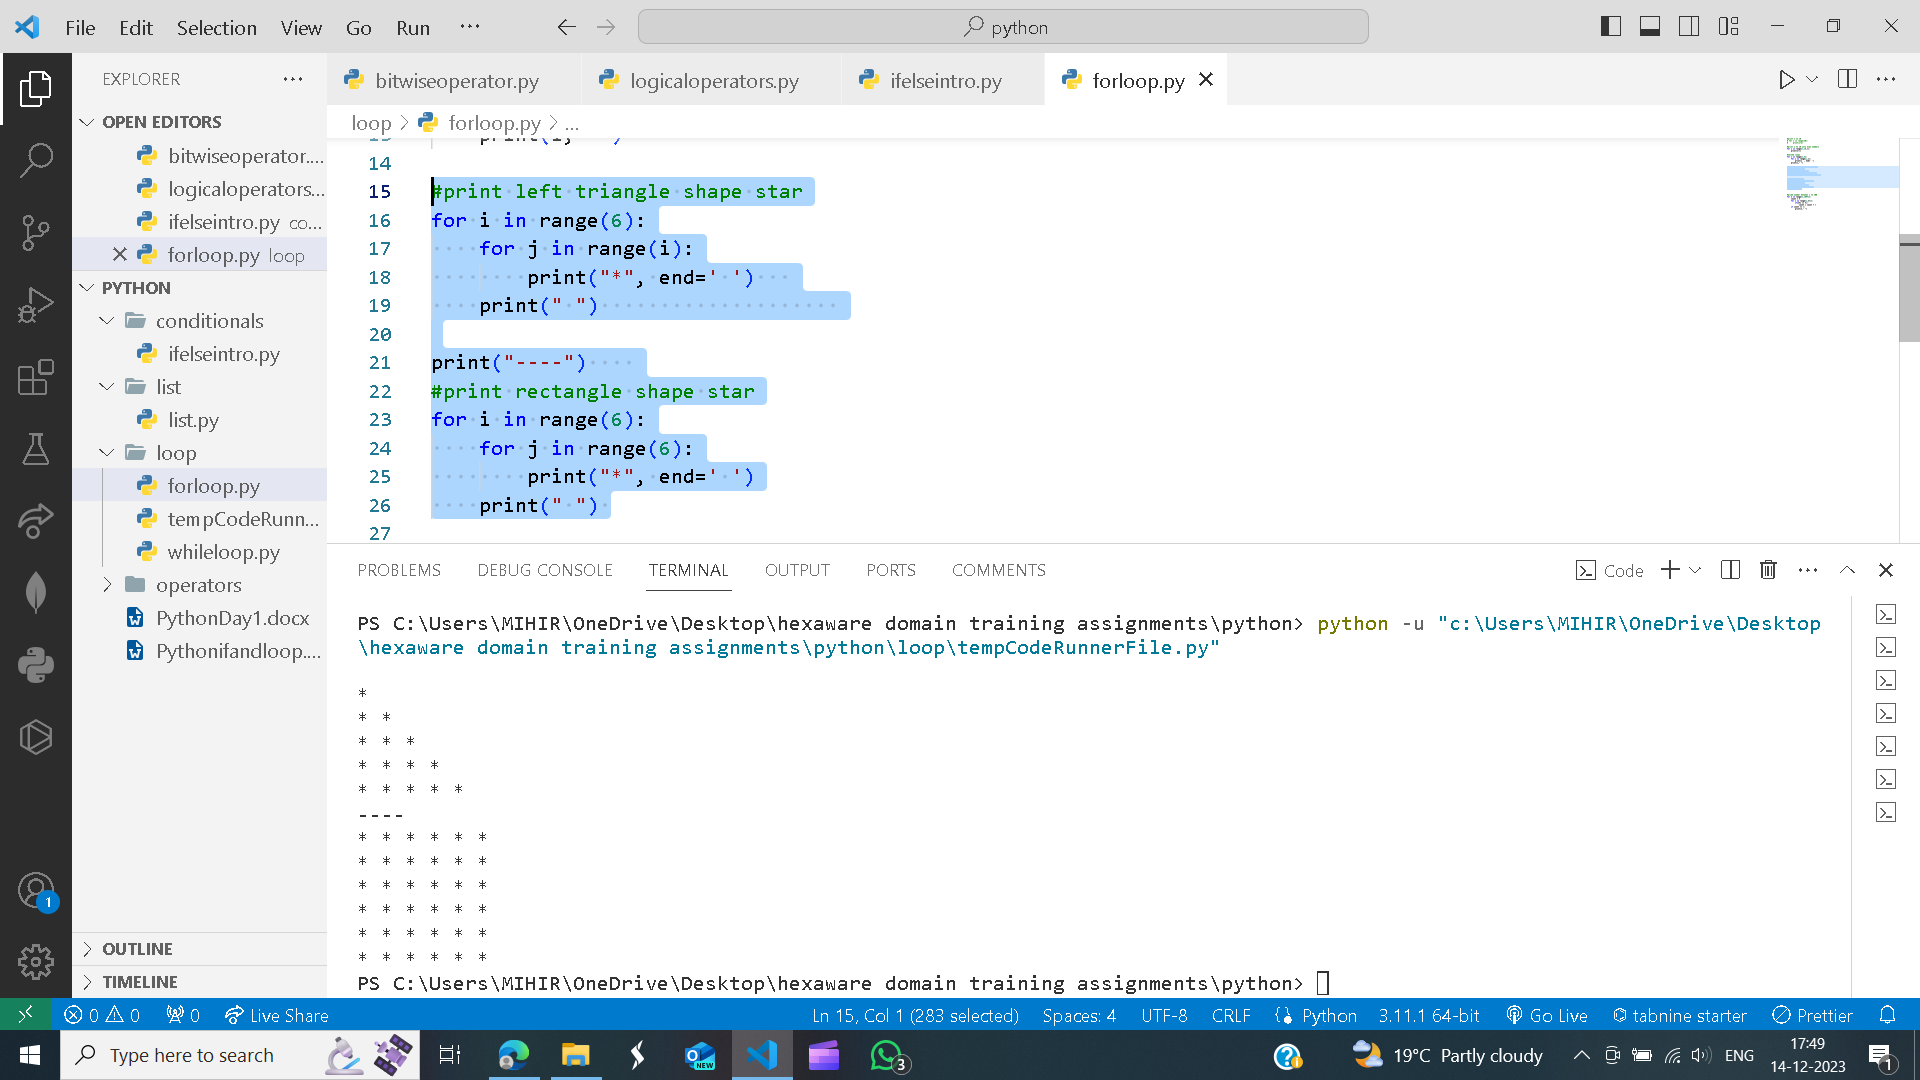 File Edit Selection View Go Run ··· python
EXPLORER ···
OPEN EDITORS
bitwiseoperator....
logicaloperators...
ifelseintro.py co...
forloop.py loop
PYTHON
conditionals
ifelseintro.py
list
list.py
loop
forloop.py
tempCodeRunn...
whileloop.py
operators
PythonDay1.docx
Pythonifandloop....
OUTLINE
TIMELINE
bitwiseoperator.py logicaloperators.py ifelseintro.py forloop.py
loop > forloop.py > ...
14
15 #print left triangle shape star
16 for i in range(6):
17     for j in range(i):
18         print("*", end=' ')
19     print(" ")
20
21 print("----")
22 #print rectangle shape star
23 for i in range(6):
24     for j in range(6):
25         print("*", end=' ')
26     print(" ")
27
PROBLEMS DEBUG CONSOLE TERMINAL OUTPUT PORTS COMMENTS Code
PS C:\Users\MIHIR\OneDrive\Desktop\hexaware domain training assignments\python> python -u "c:\Users\MIHIR\OneDrive\Desktop
\hexaware domain training assignments\python\loop\tempCodeRunnerFile.py"
*
* *
* * *
* * * *
* * * * *
----
* * * * * *
* * * * * *
* * * * * *
* * * * * *
* * * * * *
* * * * * *
PS C:\Users\MIHIR\OneDrive\Desktop\hexaware domain training assignments\python>
1
0 0 0 Live Share Ln 15, Col 1 (283 selected) Spaces: 4 UTF-8 CRLF Python 3.11.1 64-bit Go Live tabnine starter Prettier
Type here to search NEW 3 19°C Partly cloudy ENG 17:49
14-12-2023 1